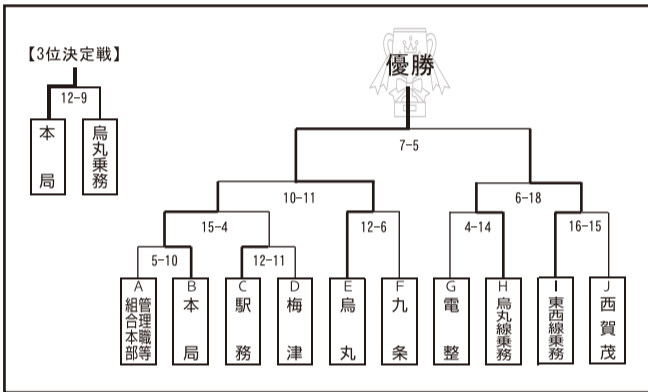 【3位決定戦】
12-9
本局
烏丸乗務
優勝
7-5
10-11
6-18
15-4
12-6
4-14
16-15
5-10
12-11
A
管理職等
組合本部
B
本局
C
駅務
D
梅津
E
烏丸
F
九条
G
電整
H
烏丸線乗務
I
東西線乗務
J
西賀茂